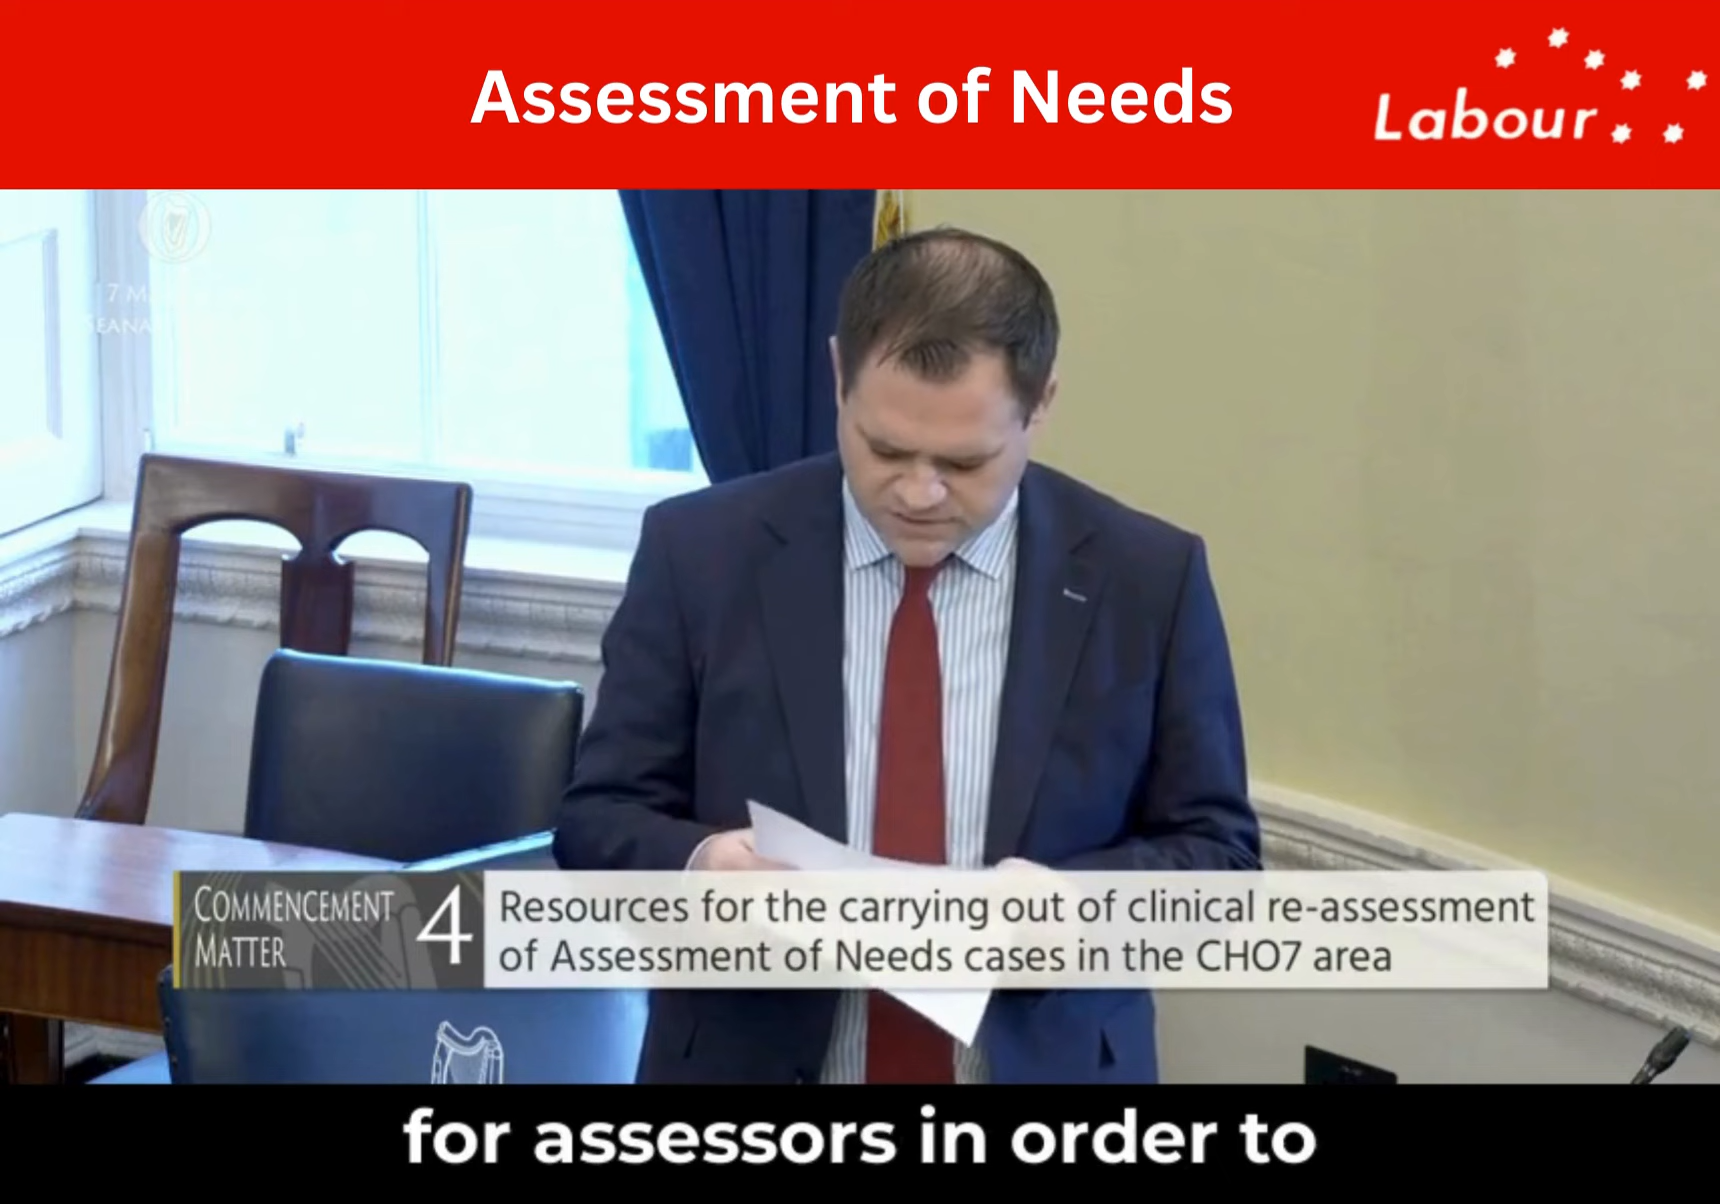 Assessment of Needs
Labour
COMMENCEMENT
MATTER
4
Resources for the carrying out of clinical re-assessment
of Assessment of Needs cases in the CHO7 area
for assessors in order to